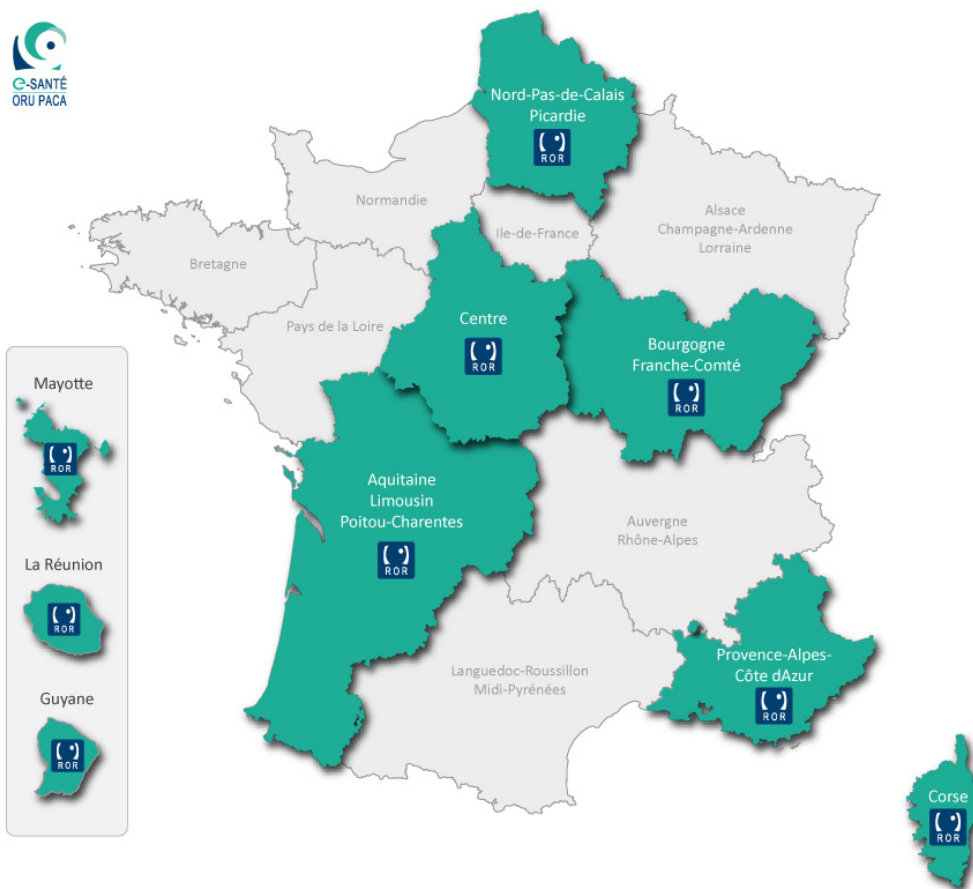 e-SANTÉ
ORU PACA
Nord-Pas-de-Calais
Picardie
ROR
Normandie
Ile-de-France
Alsace
Champagne-Ardenne
Lorraine
Bretagne
Pays de la Loire
Centre
ROR
Bourgogne
Franche-Comté
ROR
Mayotte
ROR
Aquitaine
Limousin
Poitou-Charentes
ROR
Auvergne
Rhône-Alpes
La Réunion
ROR
Provence-Alpes-
Côte dAzur
ROR
Languedoc-Roussillon
Midi-Pyrénées
Guyane
ROR
Corse
ROR